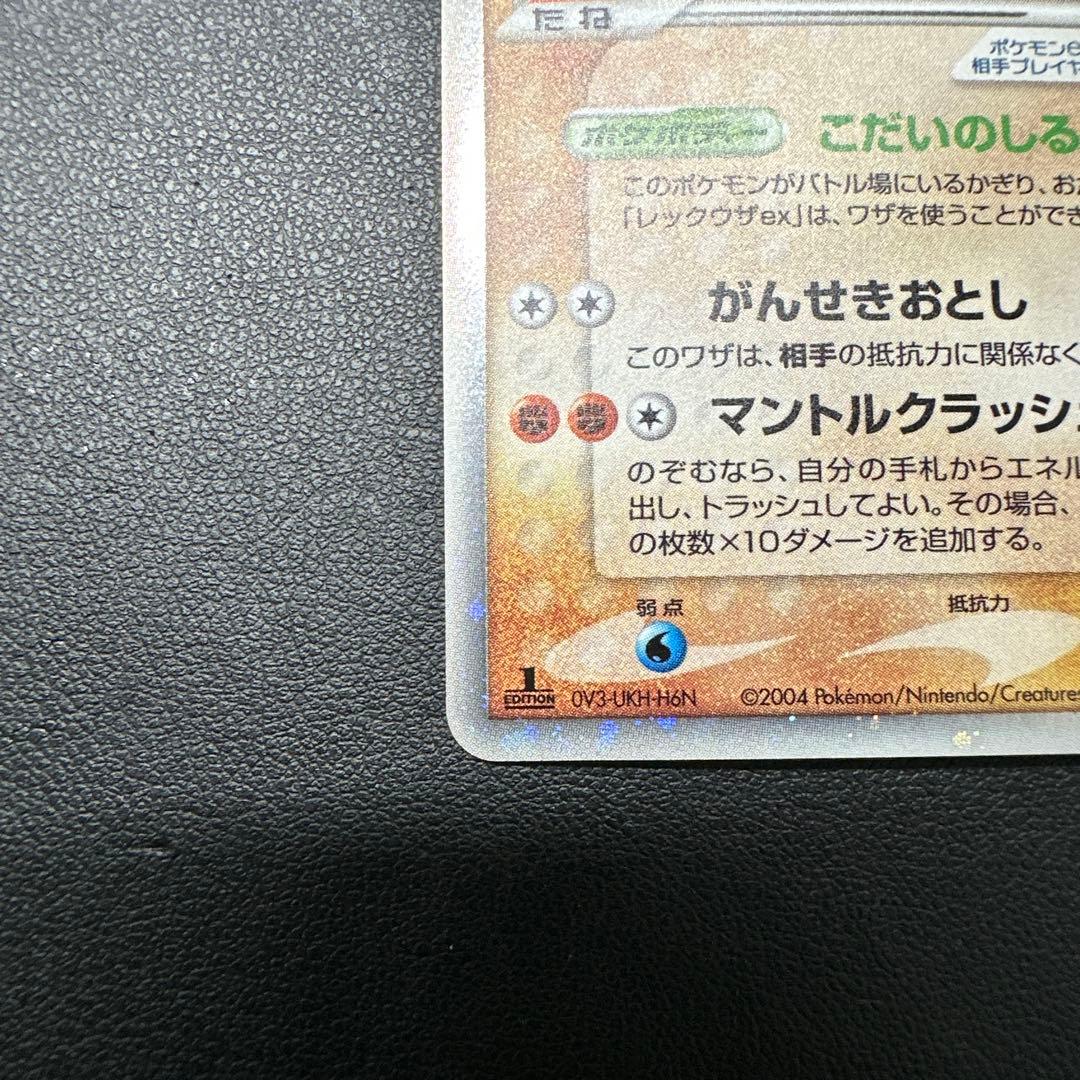 たね
ポケモンe
相手プレイヤ
ポケボディー
こだいのしる
このポケモンがバトル場にいるかぎり、お
「レックウザex」は、ワザを使うことができ
がんせきおとし
このワザは、相手の抵抗力に関係なく
マントルクラッシュ
のぞむなら、自分の手札からエネル
出し、トラッシュしてよい。その場合、
の枚数×10ダメージを追加する。
弱点
抵抗力
1 EDITION 0V3-UKH-H6N ©2004 Pokémon/Nintendo/Creatures